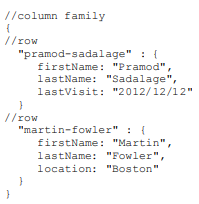 //column family
{
//row
"pramod-sadalage" : {
firstName: "Pramod",
lastName: "Sadalage",
lastVisit: "2012/12/12"
}
//row
"martin-fowler" : {
firstName: "Martin",
lastName: "Fowler",
location: "Boston"
}
}